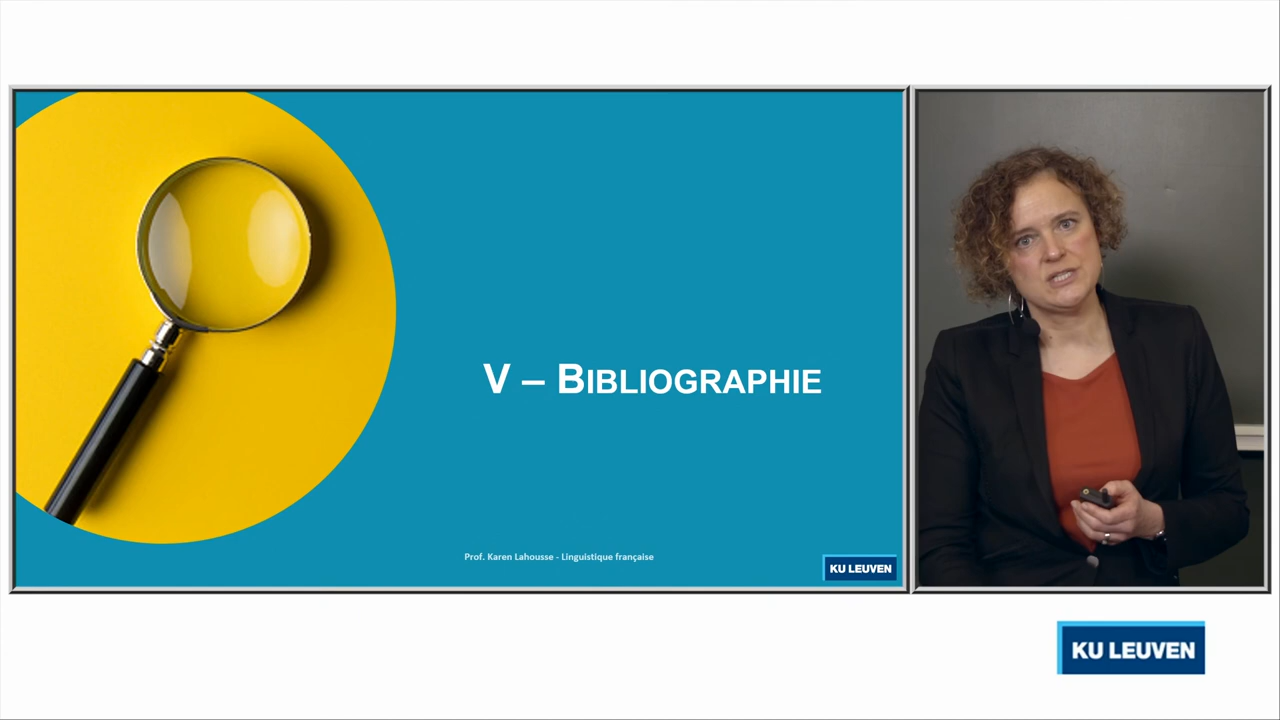 V – BIBLIOGRAPHIE
Prof. Karen Lahousse - Linguistique française
KU LEUVEN
KU LEUVEN